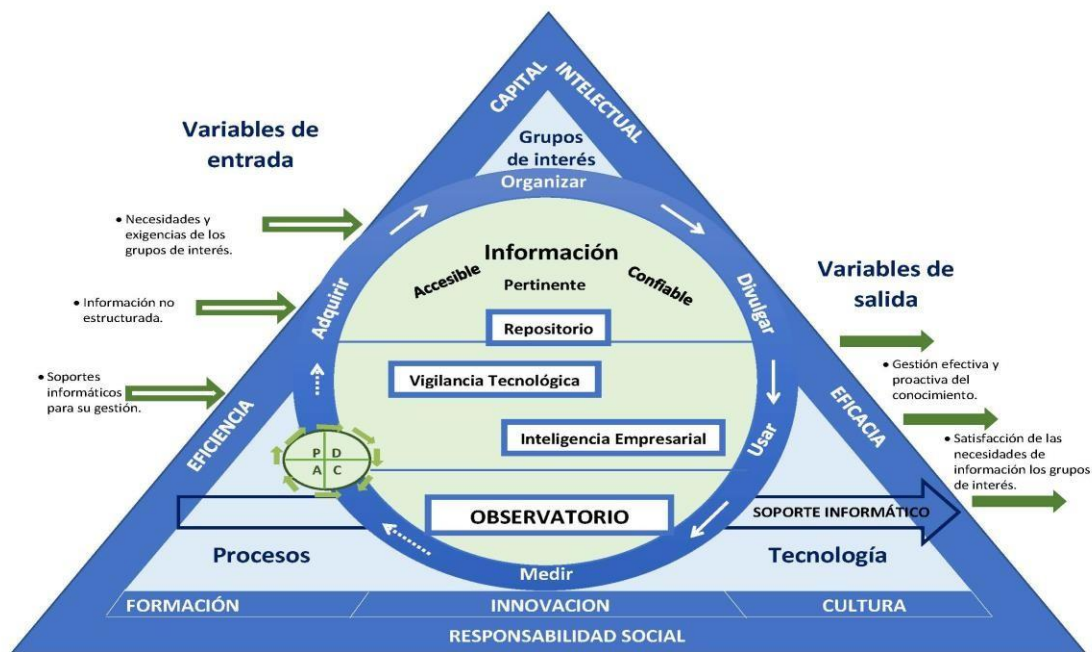 CAPITAL
INTELECTUAL
Variables de
entrada
Grupos
de interés
Organizar
• Necesidades y
exigencias de los
grupos de interés.
Información
Accesible
Pertinente
Confiable
Variables de
salida
Adquirir
Divulgar
• Información no
estructurada.
Repositorio
• Gestión efectiva y
proactiva del
conocimiento.
• Soportes
informáticos
para su gestión.
Vigilancia Tecnológica
EFICIENCIA
EFICACIA
Inteligencia Empresarial
Usar
• Satisfacción de las
necesidades de
información los grupos
de interés.
P D
A C
OBSERVATORIO
SOPORTE INFORMÁTICO
Procesos
Tecnología
Medir
FORMACIÓN
INNOVACION
CULTURA
RESPONSABILIDAD SOCIAL